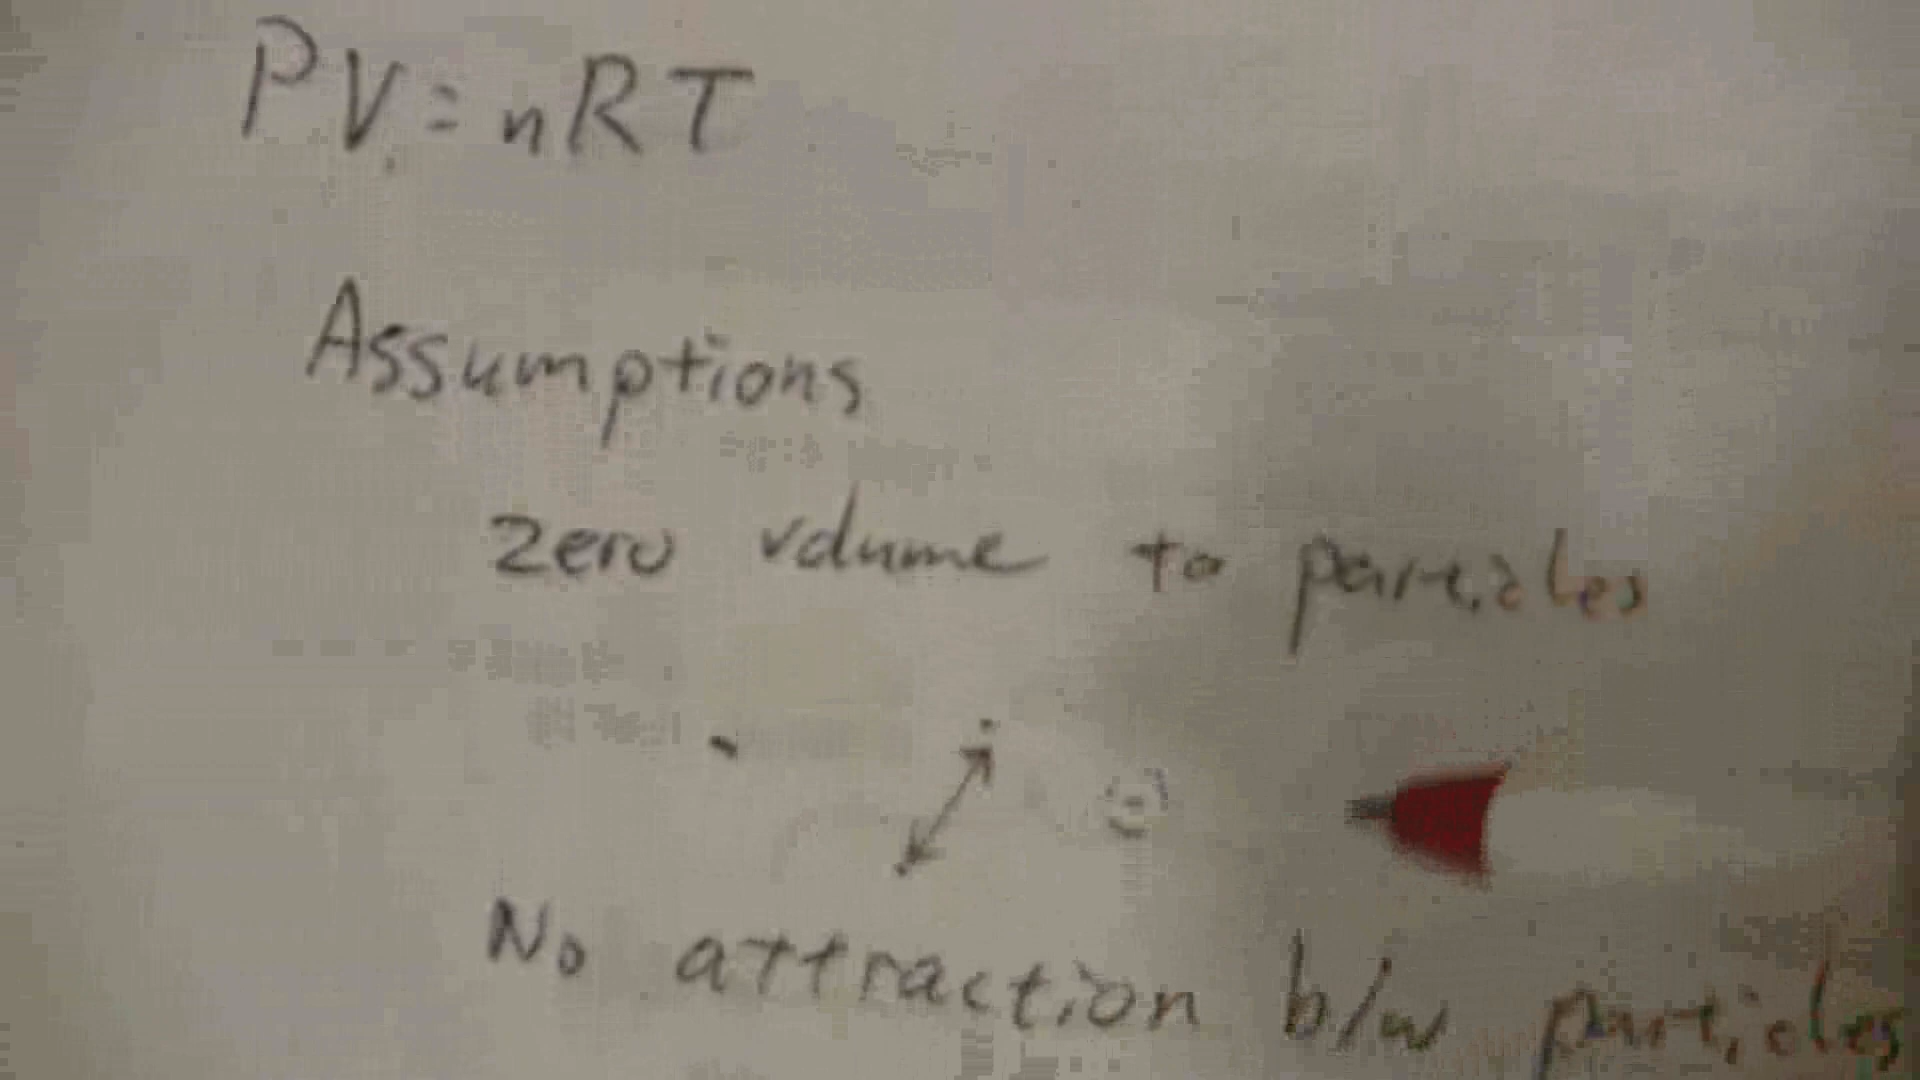 PV = nRT
Assumptions
zero volume to particles
No attraction b/w particles